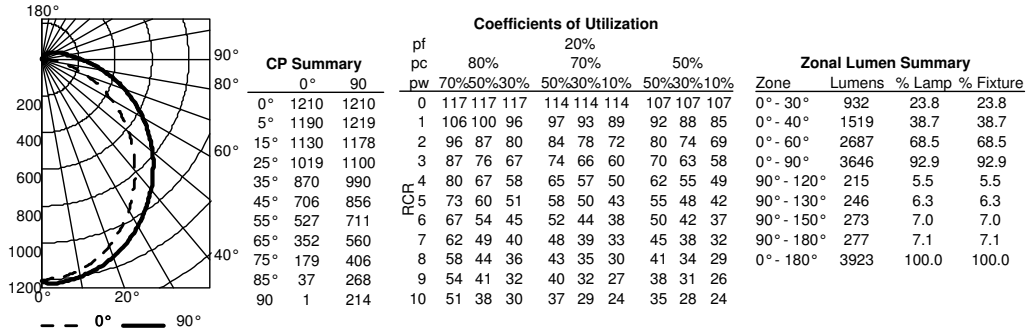 180°
90°
80°
200
400
60°
600
800
1000
40°
1200
0°
20°
0°
90°
CP Summary
0° 90
0° 1210 1210
5° 1190 1219
15° 1130 1178
25° 1019 1100
35° 870 990
45° 706 856
55° 527 711
65° 352 560
75° 179 406
85° 37 268
90 1 214
Coefficients of Utilization
pf 20%
pc 80% 70% 50%
pw 70%50%30% 50%30%10% 50%30%10%
RCR
0 117 117 117 114 114 114 107 107 107
1 106 100 96 97 93 89 92 88 85
2 96 87 80 84 78 72 80 74 69
3 87 76 67 74 66 60 70 63 58
4 80 67 58 65 57 50 62 55 49
5 73 60 51 58 50 43 55 48 42
6 67 54 45 52 44 38 50 42 37
7 62 49 40 48 39 33 45 38 32
8 58 44 36 43 35 30 41 34 29
9 54 41 32 40 32 27 38 31 26
10 51 38 30 37 29 24 35 28 24
Zonal Lumen Summary
Zone Lumens % Lamp % Fixture
0° - 30° 932 23.8 23.8
0° - 40° 1519 38.7 38.7
0° - 60° 2687 68.5 68.5
0° - 90° 3646 92.9 92.9
90° - 120° 215 5.5 5.5
90° - 130° 246 6.3 6.3
90° - 150° 273 7.0 7.0
90° - 180° 277 7.1 7.1
0° - 180° 3923 100.0 100.0